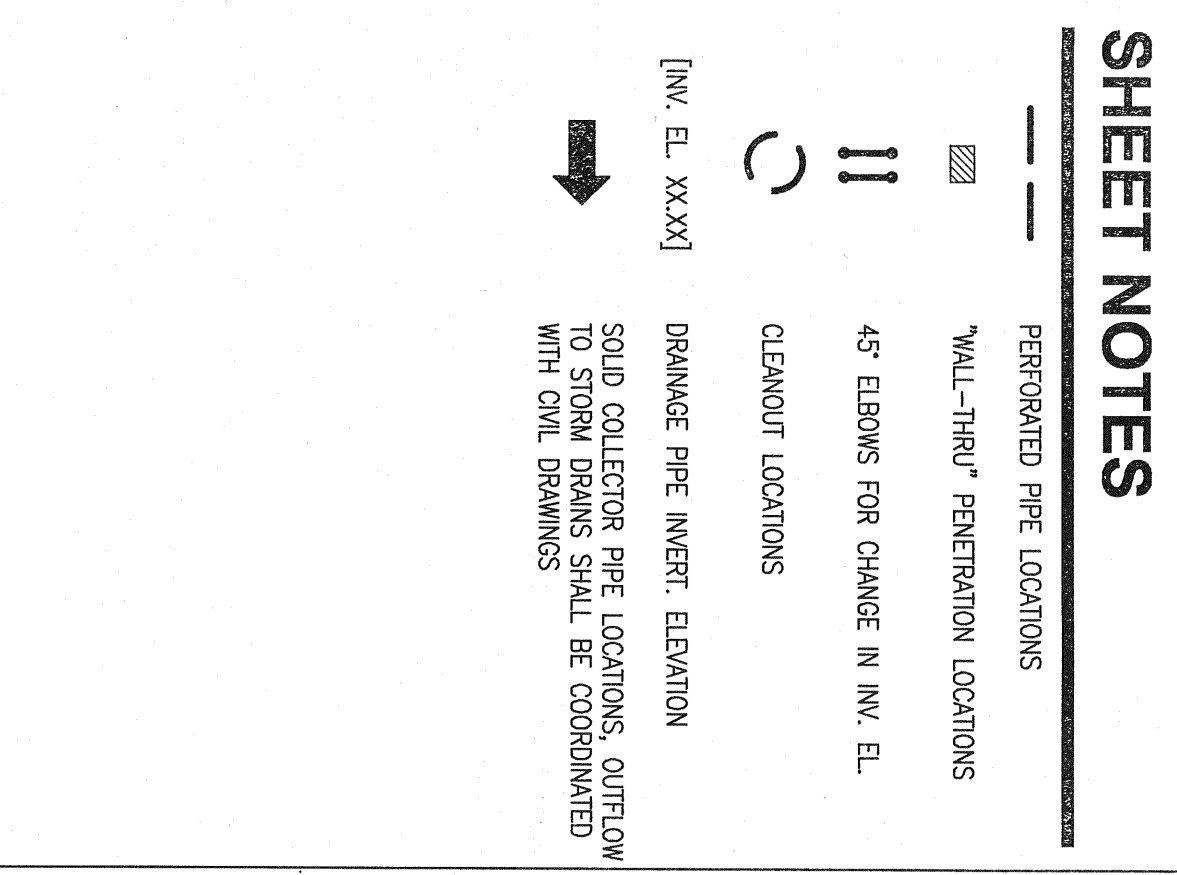 SHEET NOTES
PERFORATED PIPE LOCATIONS
"WALL-THRU" PENETRATION LOCATIONS
45° ELBOWS FOR CHANGE IN INV. EL.
CLEANOUT LOCATIONS
[INV. EL. XX.XX] DRAINAGE PIPE INVERT. ELEVATION
SOLID COLLECTOR PIPE LOCATIONS, OUTFLOW
TO STORM DRAINS SHALL BE COORDINATED
WITH CIVIL DRAWINGS